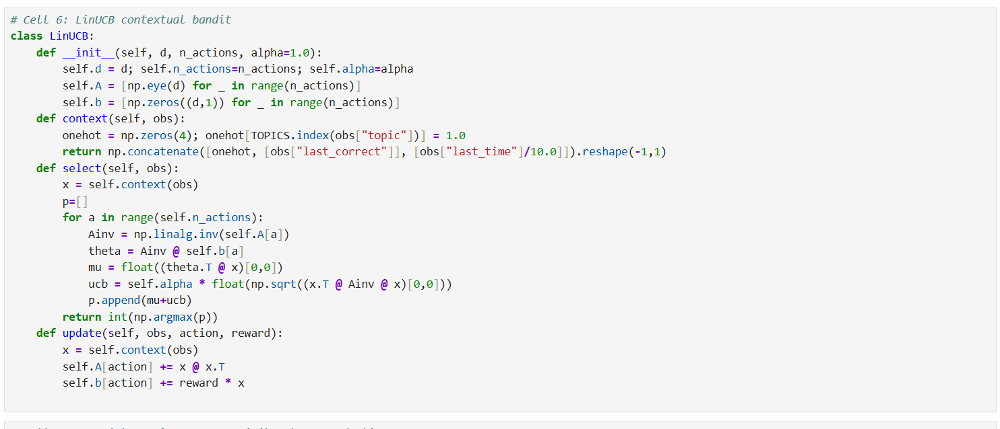 # Cell 6: LinUCB contextual bandit
class LinUCB:
    def __init__(self, d, n_actions, alpha=1.0):
        self.d = d; self.n_actions=n_actions; self.alpha=alpha
        self.A = [np.eye(d) for _ in range(n_actions)]
        self.b = [np.zeros((d,1)) for _ in range(n_actions)]
    def context(self, obs):
        onehot = np.zeros(4); onehot[TOPICS.index(obs["topic"])] = 1.0
        return np.concatenate([onehot, [obs["last_correct"]], [obs["last_time"]/10.0]]).reshape(-1,1)
    def select(self, obs):
        x = self.context(obs)
        p=[]
        for a in range(self.n_actions):
            Ainv = np.linalg.inv(self.A[a])
            theta = Ainv @ self.b[a]
            mu = float((theta.T @ x)[0,0])
            ucb = self.alpha * float(np.sqrt((x.T @ Ainv @ x)[0,0]))
            p.append(mu+ucb)
        return int(np.argmax(p))
    def update(self, obs, action, reward):
        x = self.context(obs)
        self.A[action] += x @ x.T
        self.b[action] += reward * x